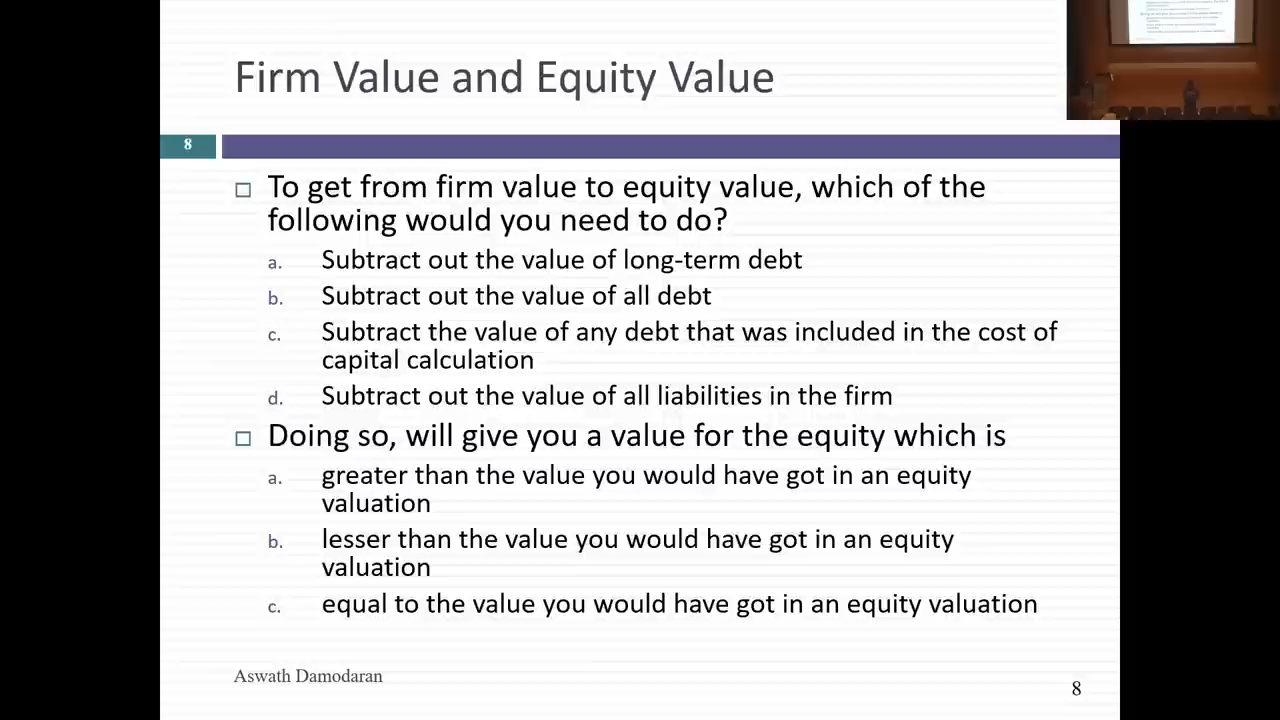 Firm Value and Equity Value
8
To get from firm value to equity value, which of the
following would you need to do?
a. Subtract out the value of long-term debt
b. Subtract out the value of all debt
c. Subtract the value of any debt that was included in the cost of
capital calculation
d. Subtract out the value of all liabilities in the firm
Doing so, will give you a value for the equity which is
a. greater than the value you would have got in an equity
valuation
b. lesser than the value you would have got in an equity
valuation
c. equal to the value you would have got in an equity valuation
Aswath Damodaran
8